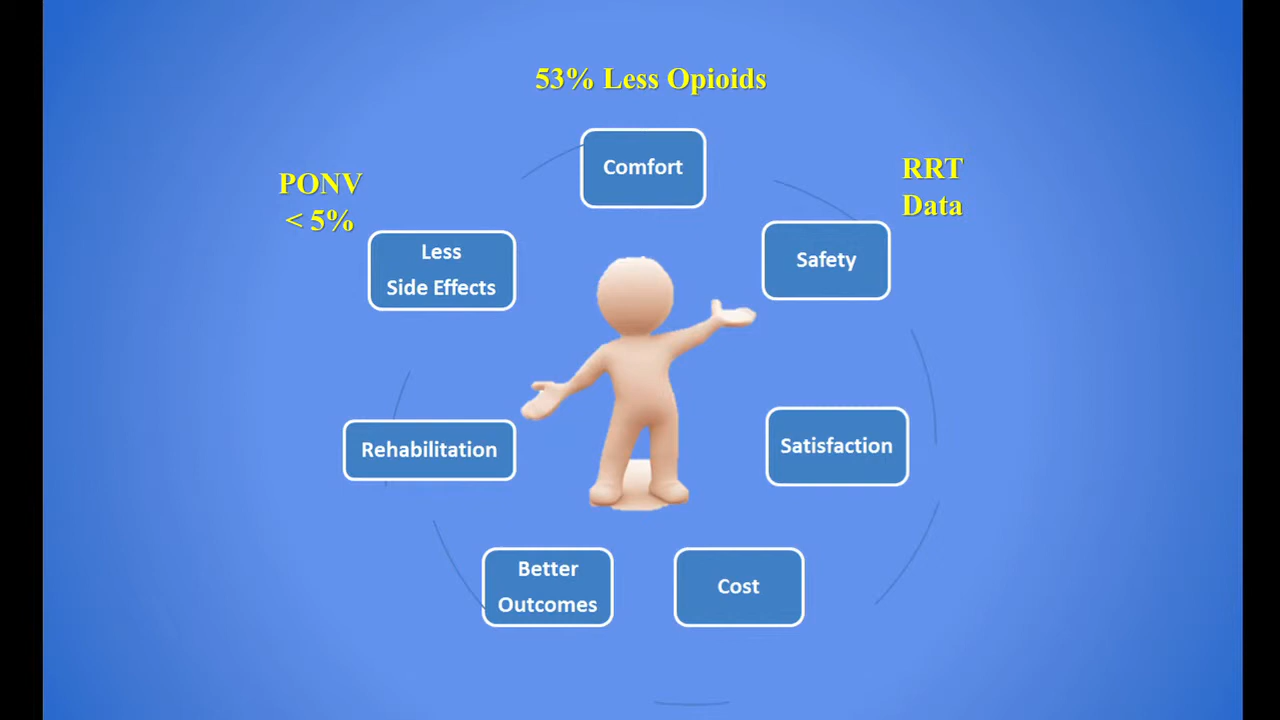 53% Less Opioids
Comfort
RRT
Data
Safety
Satisfaction
Cost
Better
Outcomes
Rehabilitation
PONV
< 5%
Less
Side Effects